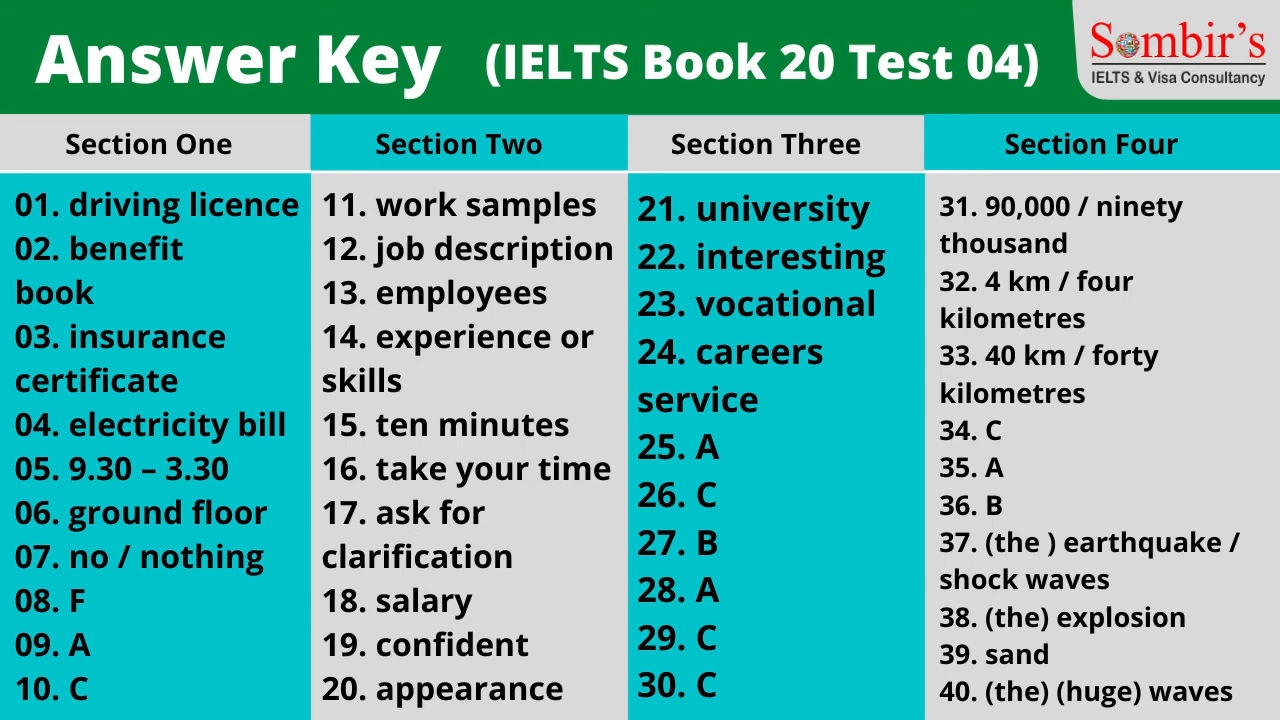 Answer Key (IELTS Book 20 Test 04)
Sombir's
IELTS & Visa Consultancy
Section One
01. driving licence
02. benefit
book
03. insurance
certificate
04. electricity bill
05. 9.30 – 3.30
06. ground floor
07. no / nothing
08. F
09. A
10. C
Section Two
11. work samples
12. job description
13. employees
14. experience or
skills
15. ten minutes
16. take your time
17. ask for
clarification
18. salary
19. confident
20. appearance
Section Three
21. university
22. interesting
23. vocational
24. careers
service
25. A
26. C
27. B
28. A
29. C
30. C
Section Four
31. 90,000 / ninety
thousand
32. 4 km / four
kilometres
33. 40 km / forty
kilometres
34. C
35. A
36. B
37. (the ) earthquake /
shock waves
38. (the) explosion
39. sand
40. (the) (huge) waves